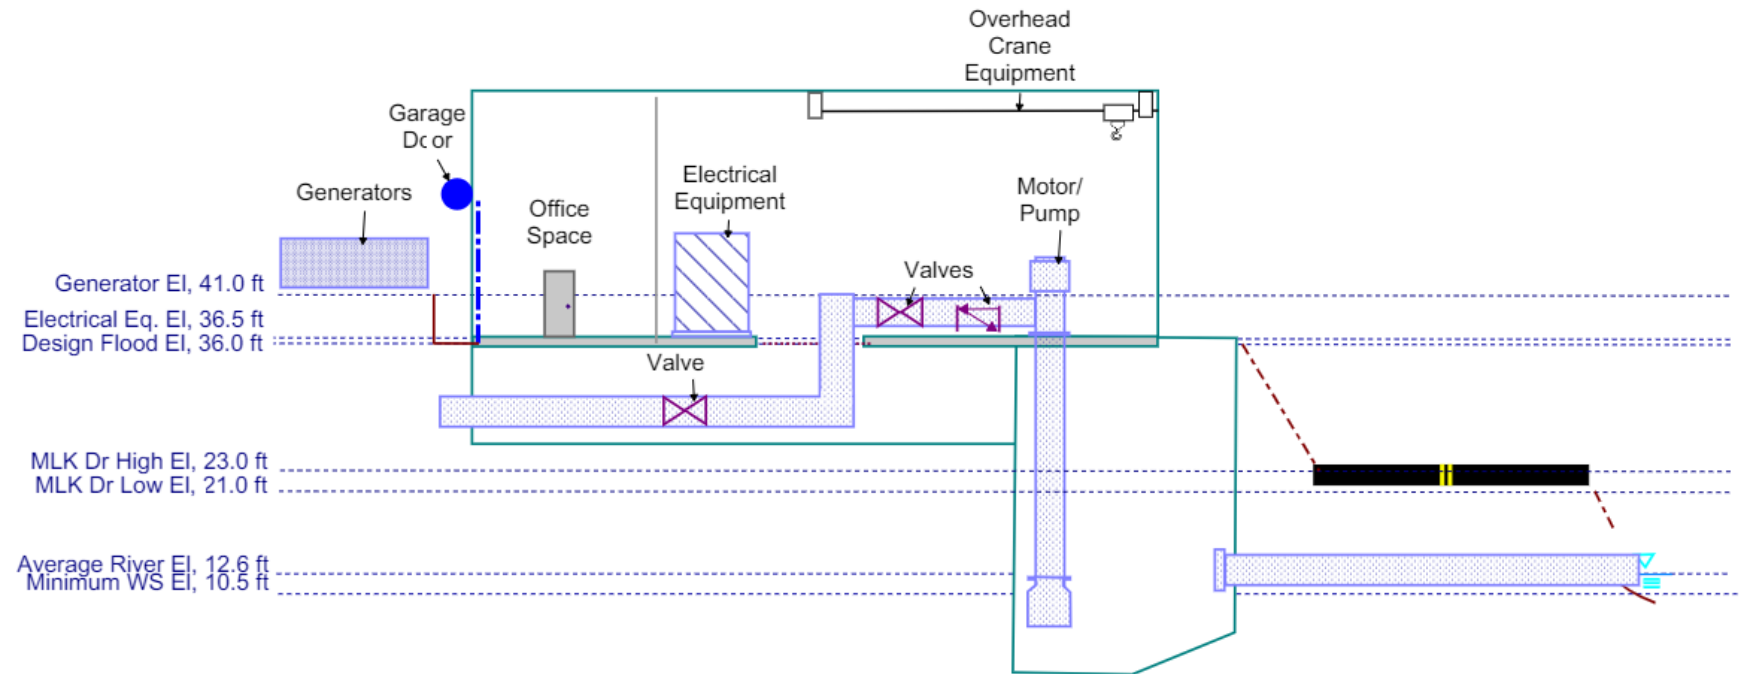 Overhead
Crane
Equipment
Garage
Door
Generators
Office
Space
Electrical
Equipment
Motor/
Pump
Valves
Valve
Generator El, 41.0 ft
Electrical Eq. El, 36.5 ft
Design Flood El, 36.0 ft
MLK Dr High El, 23.0 ft
MLK Dr Low El, 21.0 ft
Average River El, 12.6 ft
Minimum WS El, 10.5 ft